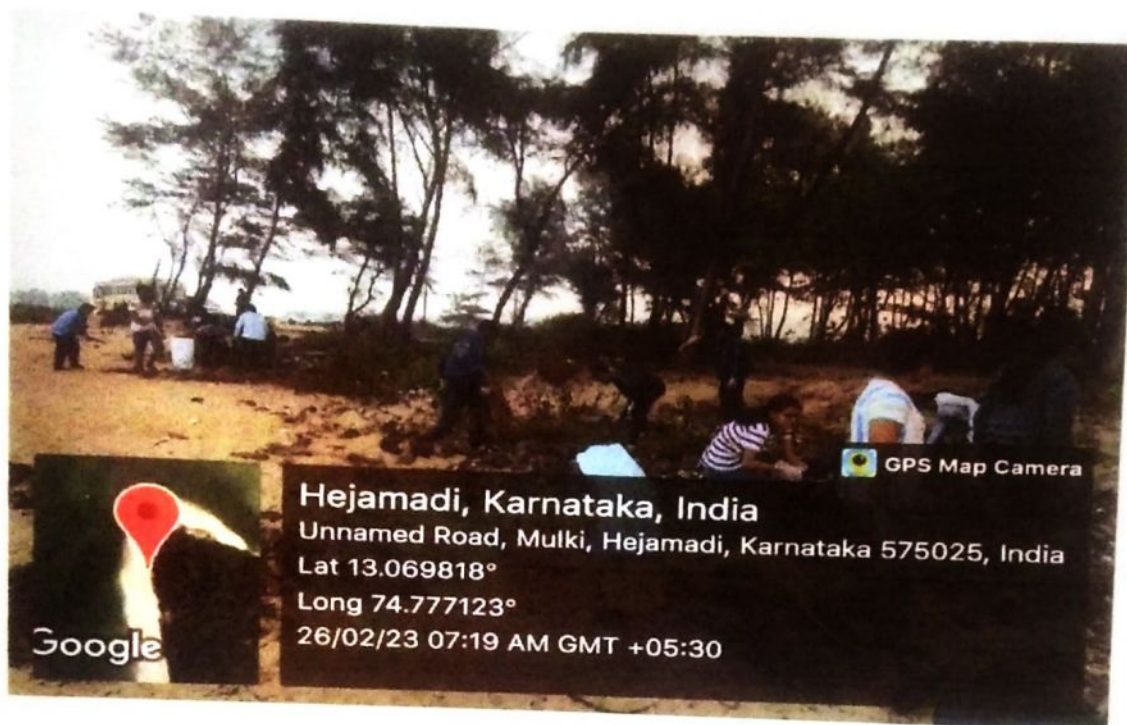 GPS Map Camera
Hejamadi, Karnataka, India
Unnamed Road, Mulki, Hejamadi, Karnataka 575025, India
Lat 13.069818°
Long 74.777123°
26/02/23 07:19 AM GMT +05:30
Google